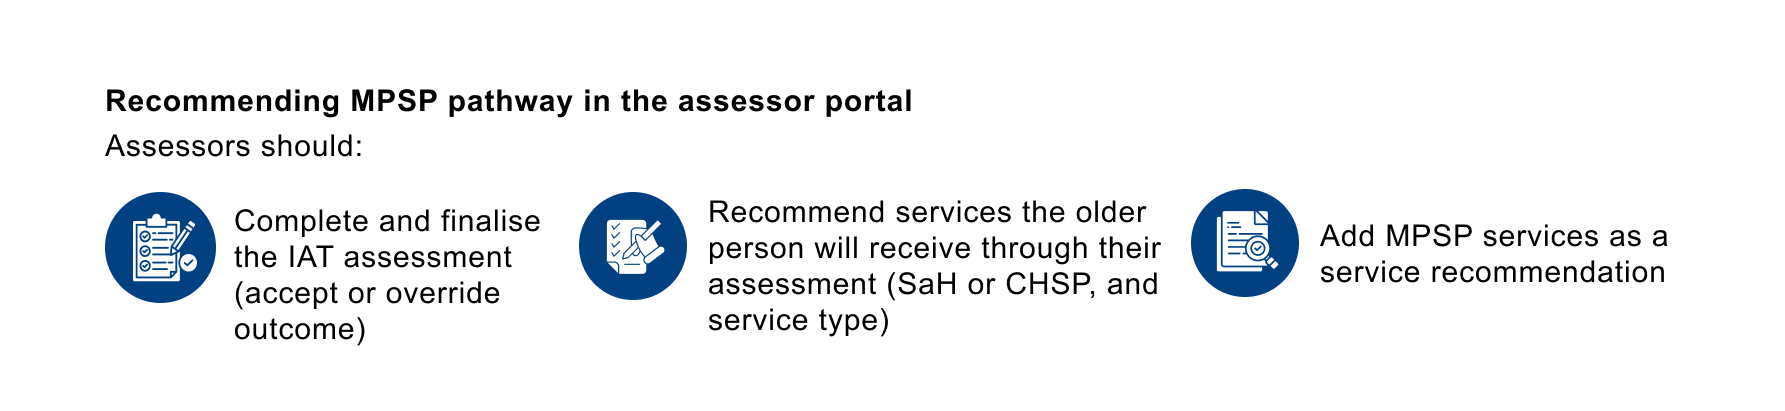 Recommending MPSP pathway in the assessor portal
Assessors should:
Complete and finalise
the IAT assessment
(accept or override
outcome)
Recommend services the older
person will receive through their
assessment (SaH or CHSP, and
service type)
Add MPSP services as a
service recommendation